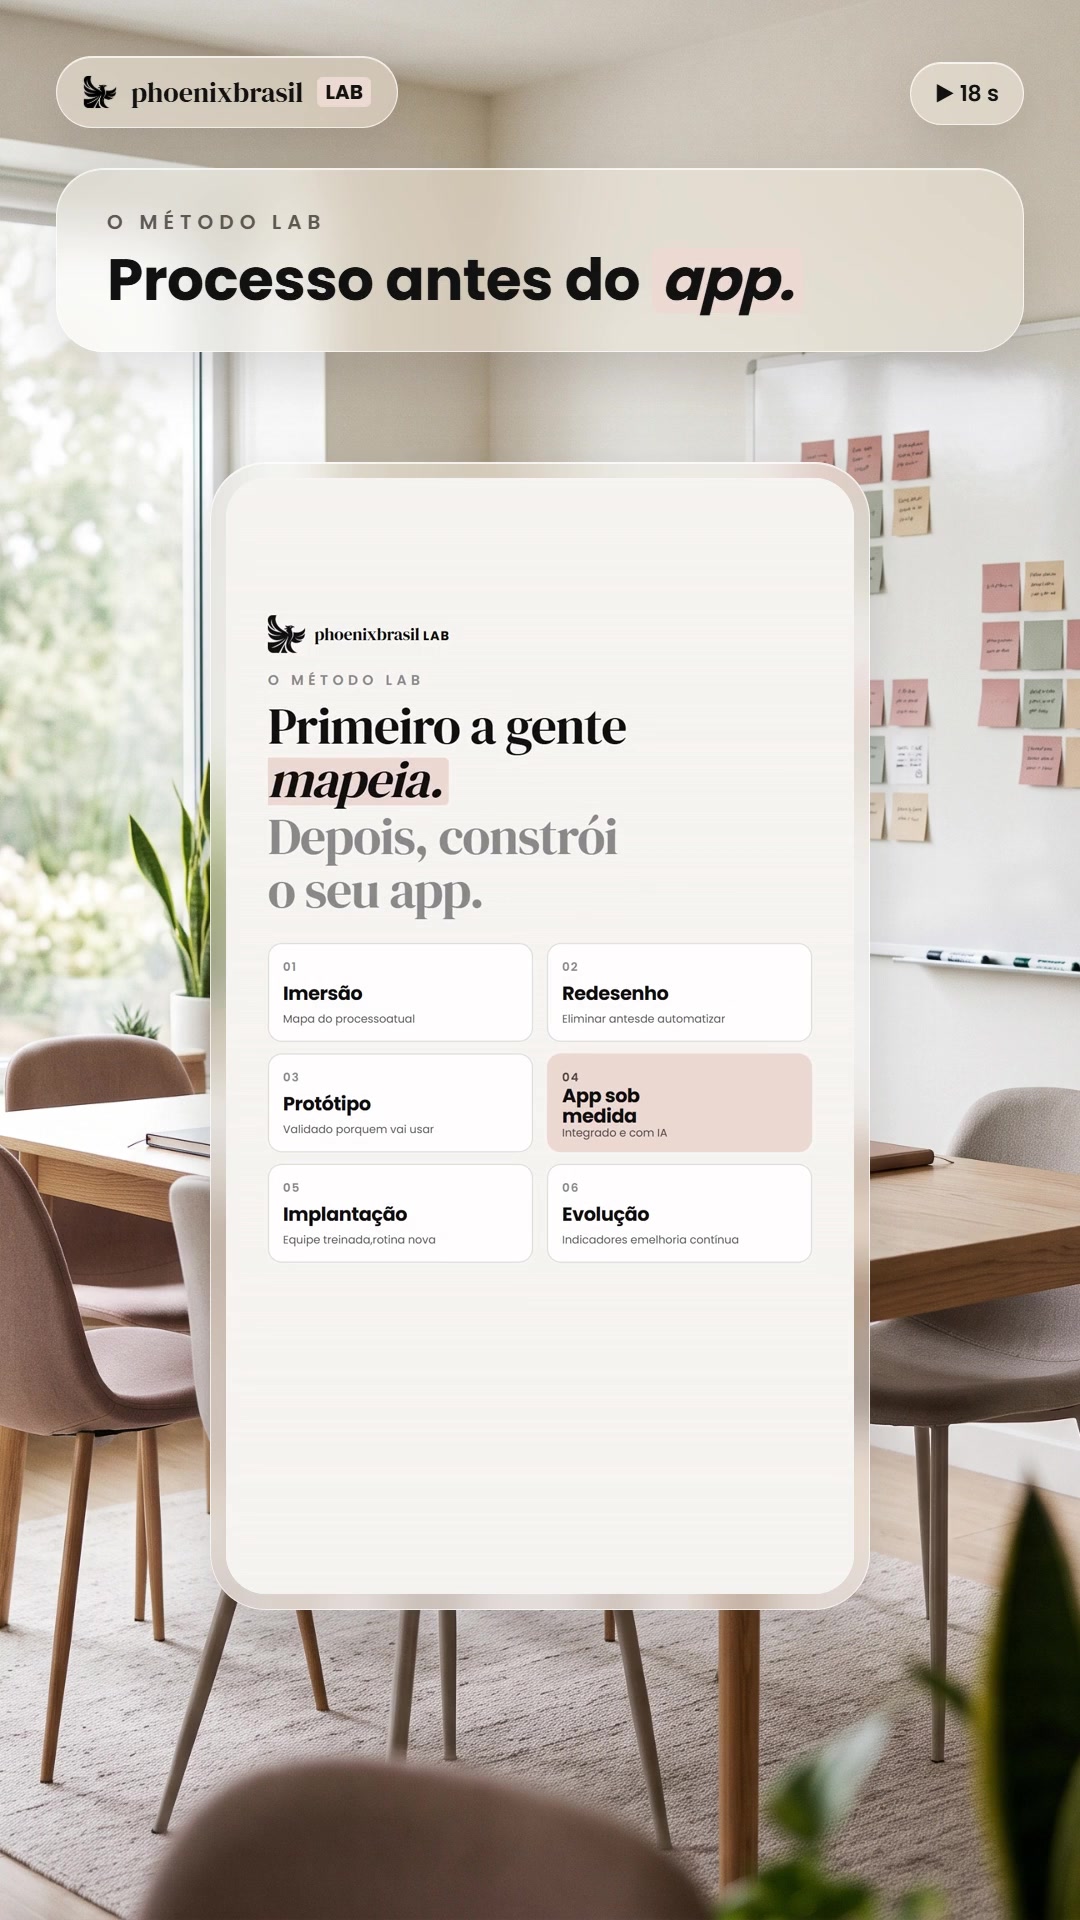 phoenixbrasil LAB
▶ 18 s
O MÉTODO LAB
Processo antes do app.
phoenixbrasil LAB
O MÉTODO LAB
Primeiro a gente
mapeia.
Depois, constrói
o seu app.
01
Imersão
Mapa do processoatual
02
Redesenho
Eliminar antesde automatizar
03
Protótipo
Validado porquem vai usar
04
App sob
medida
Integrado e com IA
05
Implantação
Equipe treinada,rotina nova
06
Evolução
Indicadores emelhoria contínua